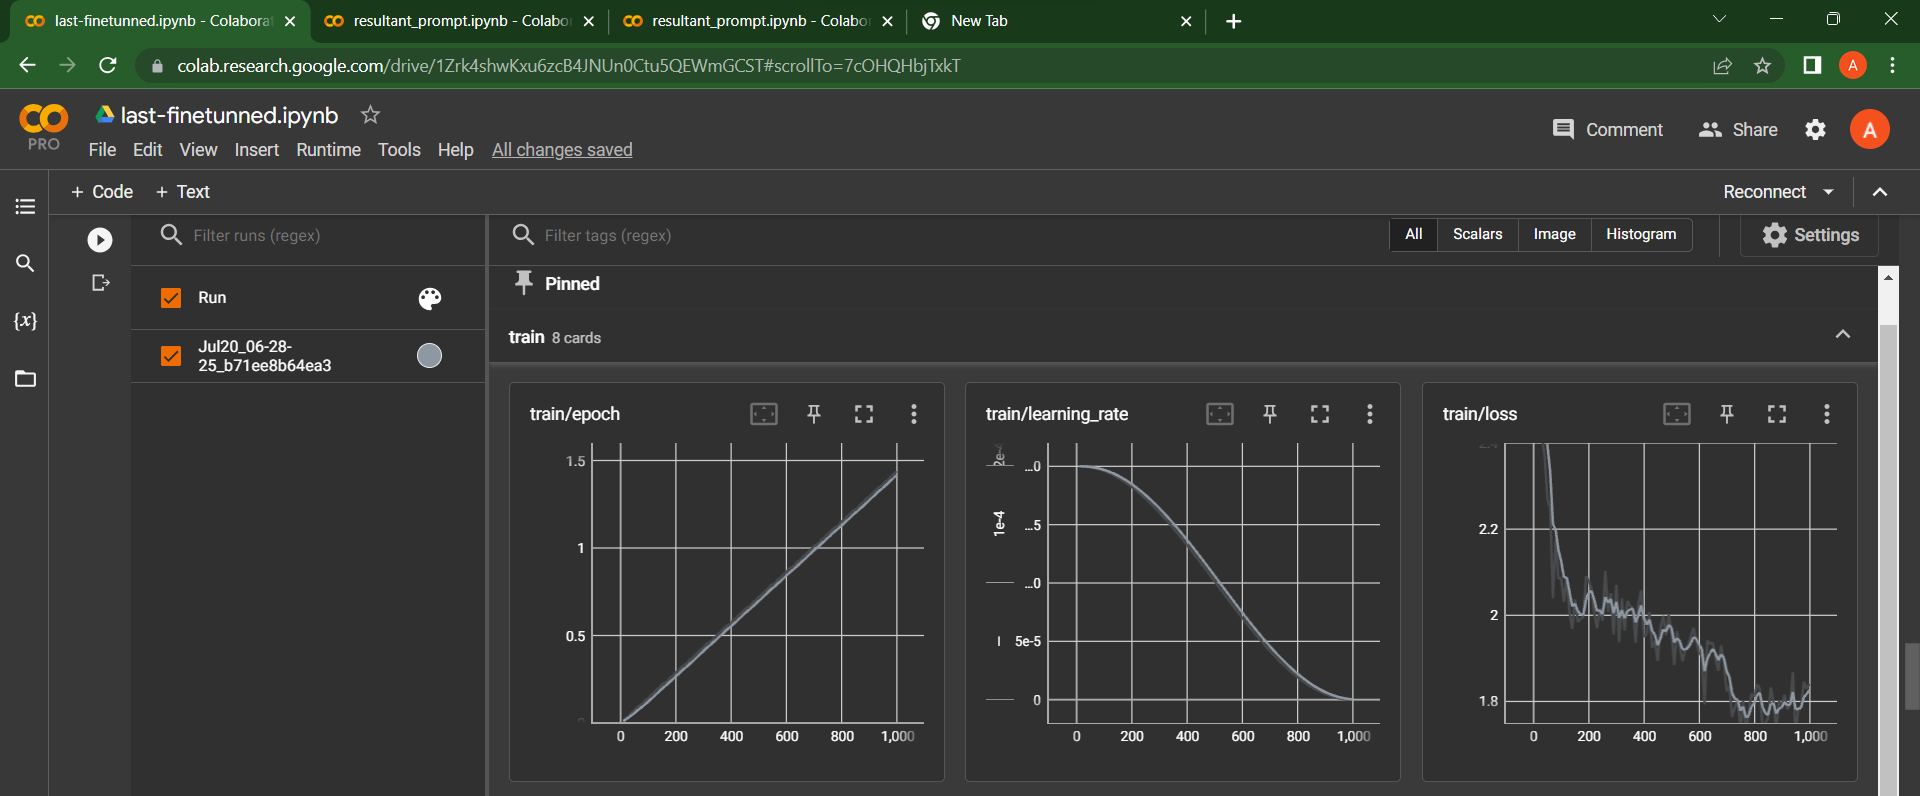 last-finetunned.ipynb - Colaborat
resultant_prompt.ipynb - Colabo
resultant_prompt.ipynb - Colabo
New Tab
colab.research.google.com/drive/1Zrk4shwKxu6zcB4JNUn0Ctu5QEWmGCST#scrollTo=7cOHQHbjTxkT
A
PRO
last-finetunned.ipynb
File Edit View Insert Runtime Tools Help All changes saved
Comment
Share
A
+ Code + Text
Reconnect
{x}
Filter runs (regex)
Run
Jul20_06-28-
25_b71ee8b64ea3
Filter tags (regex)
All Scalars Image Histogram
Settings
Pinned
train 8 cards
train/epoch
1.5
1
0.5
0
0 200 400 600 800 1,000
train/learning_rate
2e-4
...0
1e-4
...5
...0
5e-5
0
0 200 400 600 800 1,000
train/loss
2.4
2.2
2
1.8
0 200 400 600 800 1,000